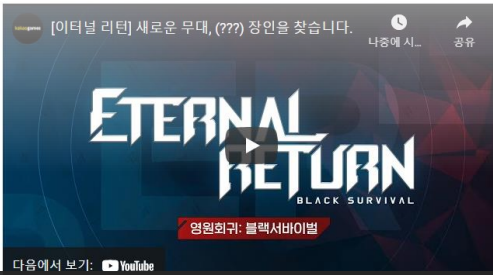 [이터널 리턴] 새로운 무대, (???) 장인을 찾습니다.
나중에 시...
공유
ETERNAL
RETURN
BLACK SURVIVAL
영원회귀: 블랙서바이벌
다음에서 보기: YouTube